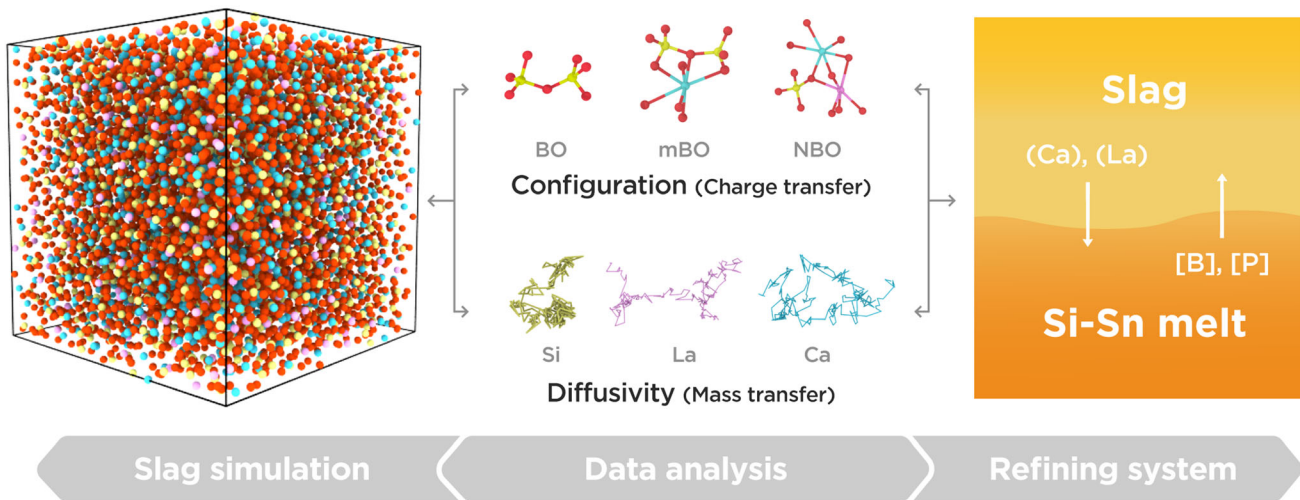 BO
mBO
NBO
Configuration (Charge transfer)
Si
La
Ca
Diffusivity (Mass transfer)
Slag
(Ca), (La)
[B], [P]
Si-Sn melt
Slag simulation
Data analysis
Refining system